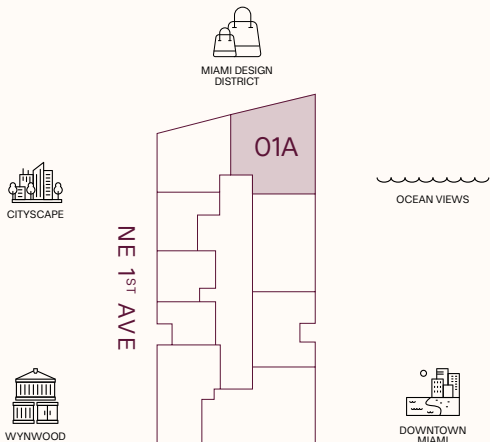 MIAMI DESIGN
DISTRICT
01A
CITYSCAPE
OCEAN VIEWS
NE 1ST AVE
WYNWOOD
DOWNTOWN
MIAMI